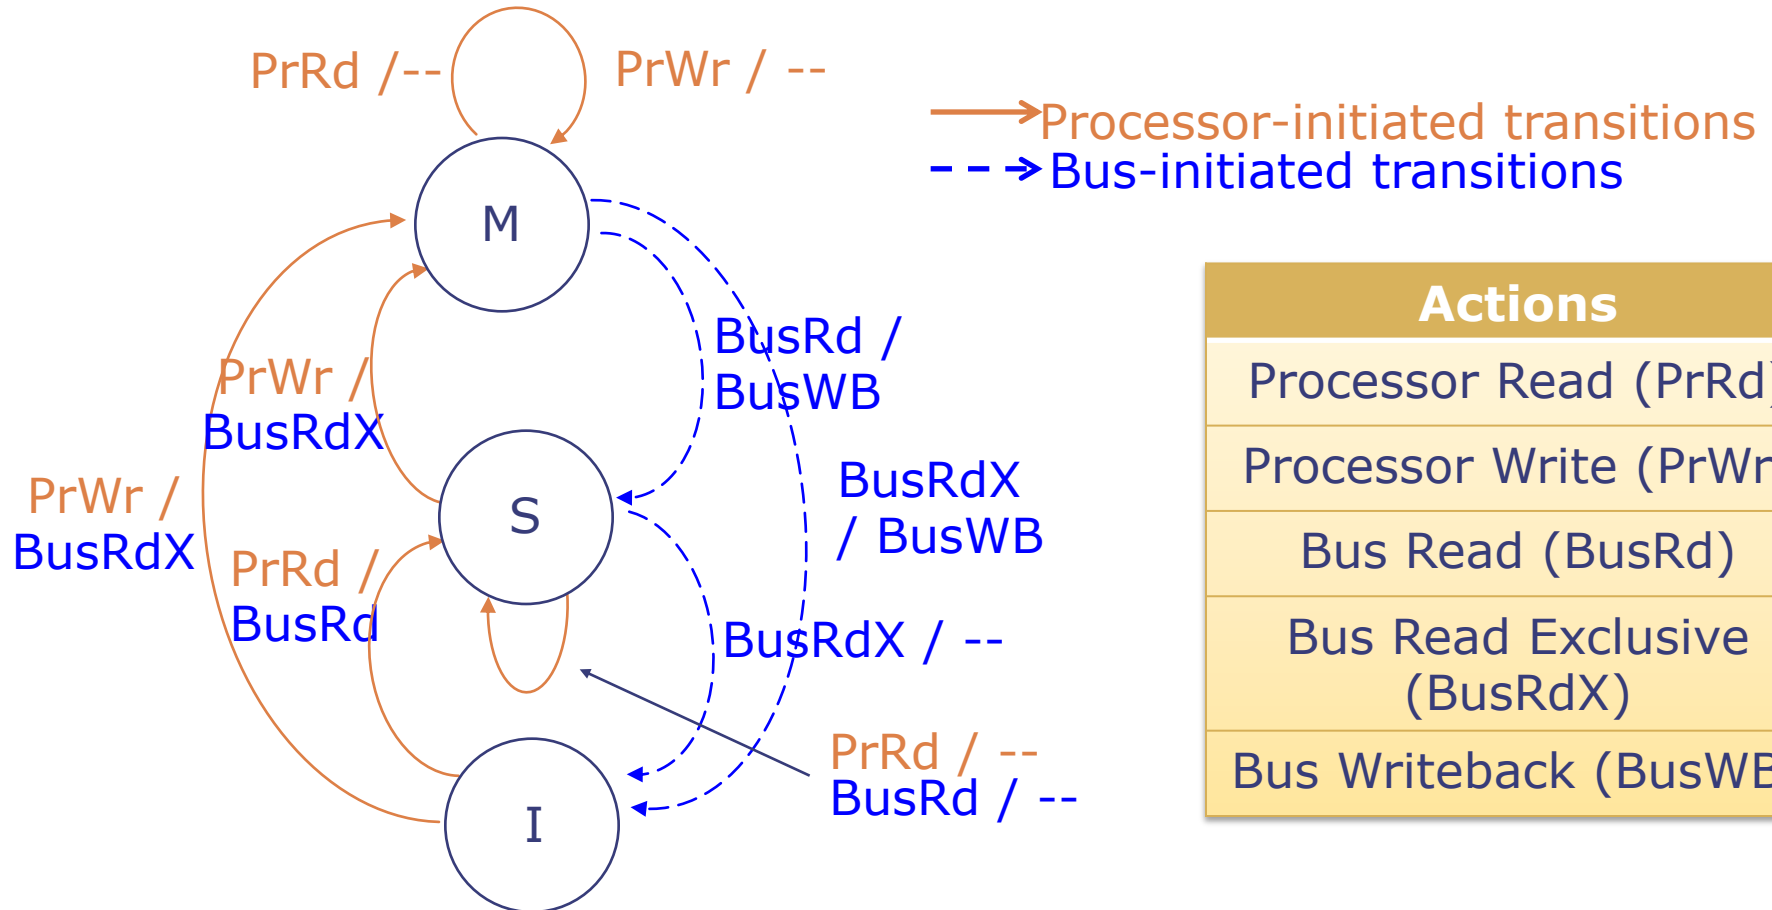 PrRd /--
PrWr / --
Processor-initiated transitions
Bus-initiated transitions
M
PrWr /
BusRdX
BusRd /
BusWB
PrWr /
BusRdX
S
BusRdX
/ BusWB
PrRd /
BusRd
BusRdX / --
PrRd / --
BusRd / --
I
Actions
Processor Read (PrRd)
Processor Write (PrWr
Bus Read (BusRd)
Bus Read Exclusive
(BusRdX)
Bus Writeback (BusWB